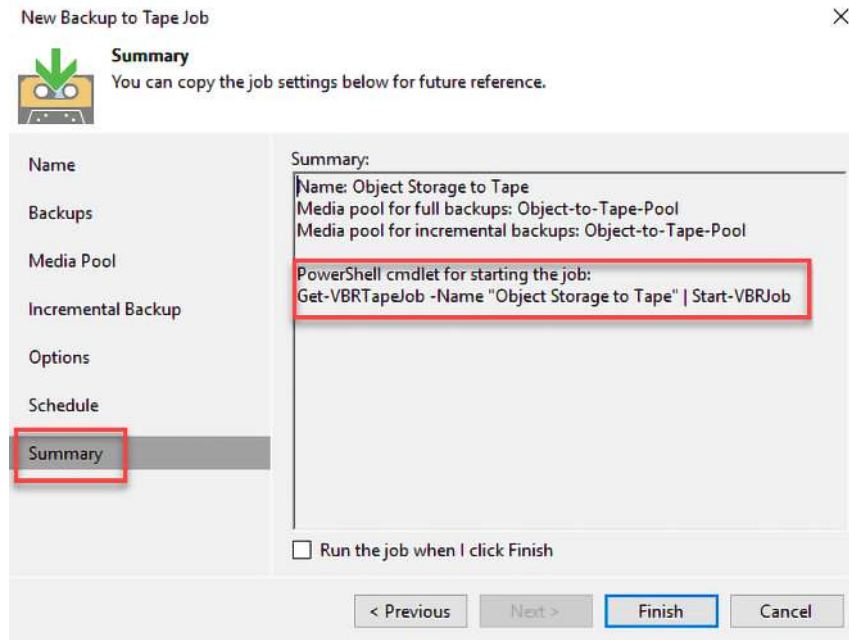 New Backup to Tape Job
Summary
You can copy the job settings below for future reference.
Name
Backups
Media Pool
Incremental Backup
Options
Schedule
Summary
Summary:
Name: Object Storage to Tape
Media pool for full backups: Object-to-Tape-Pool
Media pool for incremental backups: Object-to-Tape-Pool
PowerShell cmdlet for starting the job:
Get-VBRTapeJob -Name "Object Storage to Tape" | Start-VBRJob
Run the job when I click Finish
< Previous
Next >
Finish
Cancel